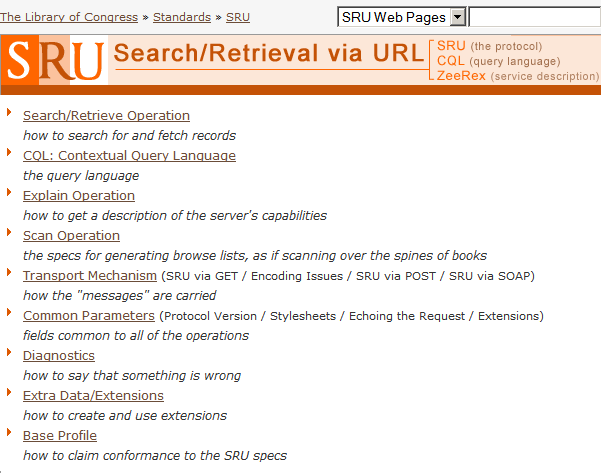 The Library of Congress » Standards » SRU
SRU Web Pages
SRU Search/Retrieval via URL
SRU (the protocol)
CQL (query language)
ZeeRex (service description)
Search/Retrieve Operation
how to search for and fetch records
CQL: Contextual Query Language
the query language
Explain Operation
how to get a description of the server's capabilities
Scan Operation
the specs for generating browse lists, as if scanning over the spines of books
Transport Mechanism (SRU via GET / Encoding Issues / SRU via POST / SRU via SOAP)
how the "messages" are carried
Common Parameters (Protocol Version / Stylesheets / Echoing the Request / Extensions)
fields common to all of the operations
Diagnostics
how to say that something is wrong
Extra Data/Extensions
how to create and use extensions
Base Profile
how to claim conformance to the SRU specs